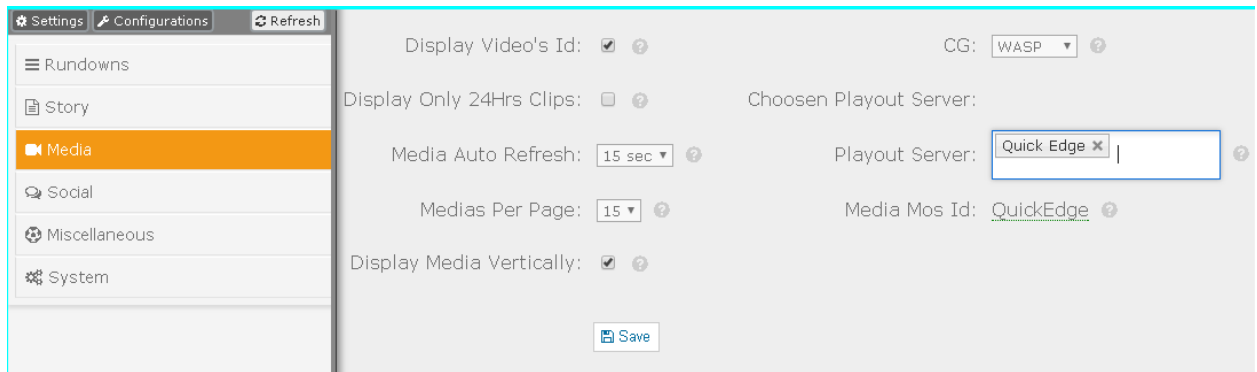 Settings Configurations Refresh
Rundowns
Story
Media
Social
Miscellaneous
System
Display Video's Id:
Display Only 24Hrs Clips:
Media Auto Refresh: 15 sec
Medias Per Page: 15
Display Media Vertically:
Save
CG: WASP
Choosen Playout Server:
Playout Server: Quick Edge
Media Mos Id: QuickEdge